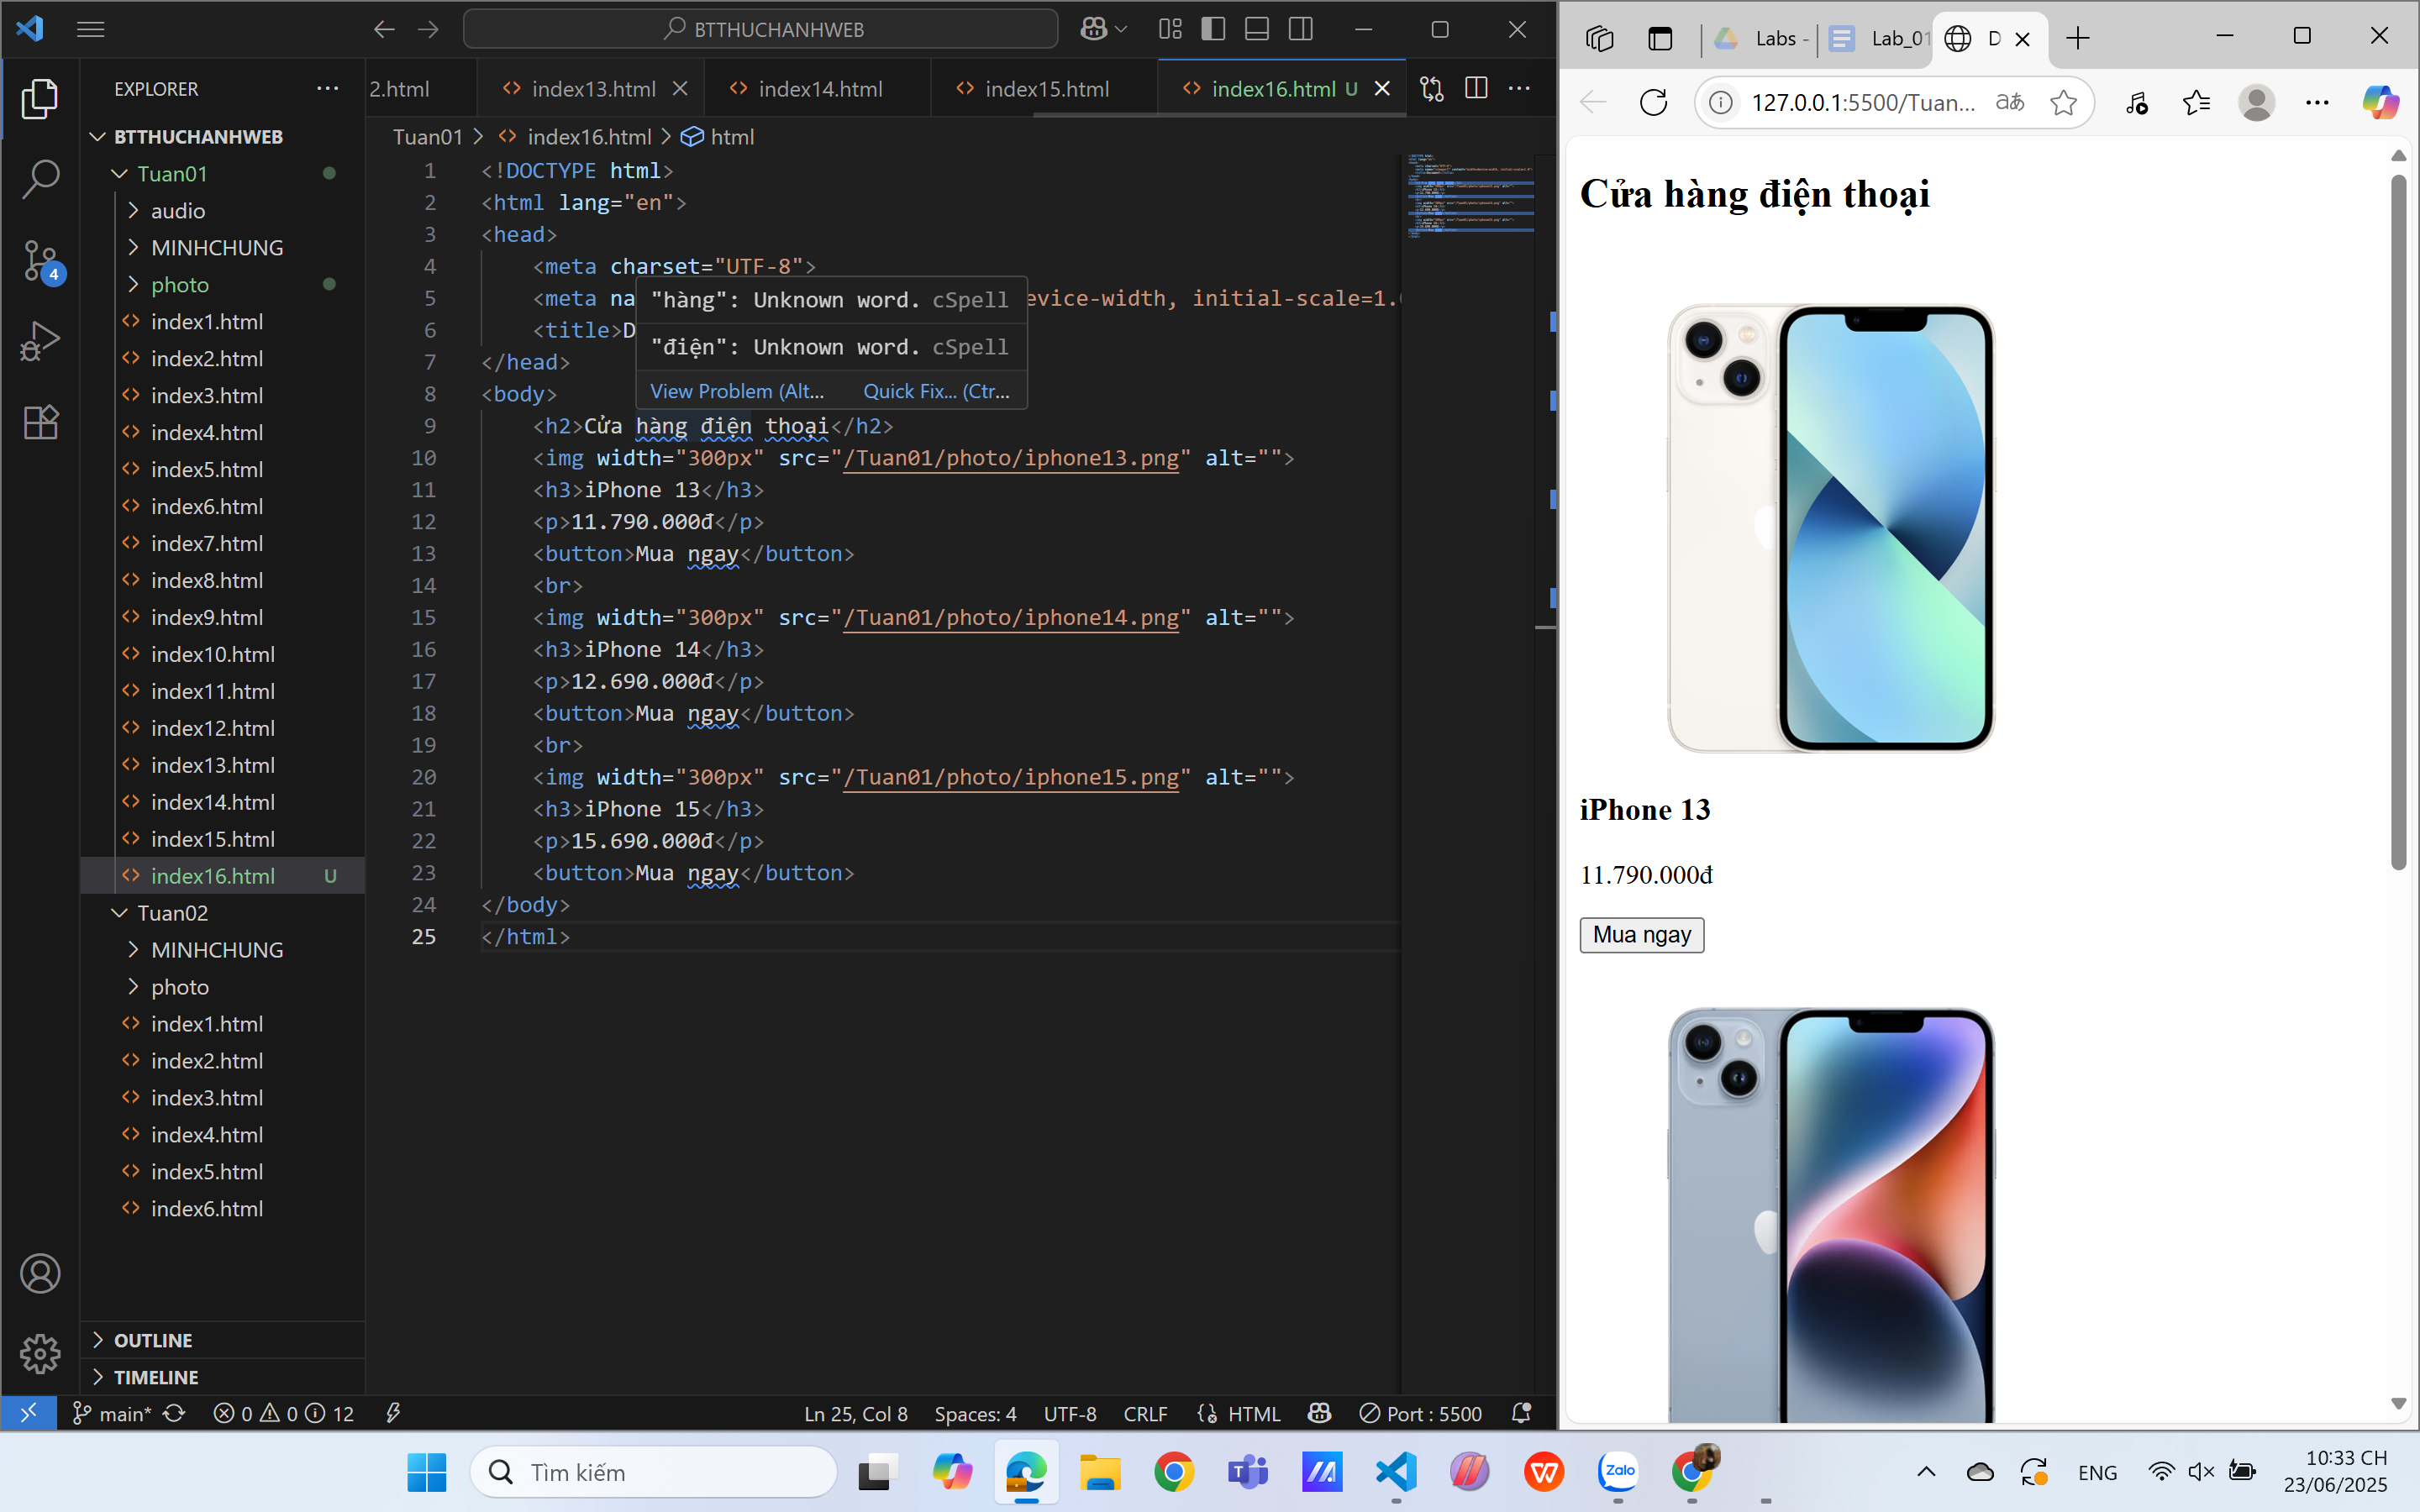 BTTHUCHANHWEB
EXPLORER
BTTHUCHANHWEB
Tuan01
audio
MINHCHUNG
photo
index1.html
index2.html
index3.html
index4.html
index5.html
index6.html
index7.html
index8.html
index9.html
index10.html
index11.html
index12.html
index13.html
index14.html
index15.html
index16.html U
Tuan02
MINHCHUNG
photo
index1.html
index2.html
index3.html
index4.html
index5.html
index6.html
OUTLINE
TIMELINE
4
2.html index13.html index14.html index15.html index16.html U
Tuan01 > index16.html > html
1 <!DOCTYPE html>
2 <html lang="en">
3 <head>
4 <meta charset="UTF-8">
5 <meta na evice-width, initial-scale=1.
6 <title>D
7 </head>
8 <body>
9 <h2>Cửa hàng điện thoại</h2>
10 <img width="300px" src="/Tuan01/photo/iphone13.png" alt="">
11 <h3>iPhone 13</h3>
12 <p>11.790.000đ</p>
13 <button>Mua ngay</button>
14 <br>
15 <img width="300px" src="/Tuan01/photo/iphone14.png" alt="">
16 <h3>iPhone 14</h3>
17 <p>12.690.000đ</p>
18 <button>Mua ngay</button>
19 <br>
20 <img width="300px" src="/Tuan01/photo/iphone15.png" alt="">
21 <h3>iPhone 15</h3>
22 <p>15.690.000đ</p>
23 <button>Mua ngay</button>
24 </body>
25 </html>
"hàng": Unknown word. cSpell
"điện": Unknown word. cSpell
View Problem (Alt... Quick Fix... (Ctr...
main* 0 0 12 Ln 25, Col 8 Spaces: 4 UTF-8 CRLF HTML Port : 5500
Labs - Lab_01 D
127.0.0.1:5500/Tuan...
Cửa hàng điện thoại
iPhone 13
11.790.000đ
Mua ngay
Tìm kiếm
Zalo
ENG
10:33 CH
23/06/2025